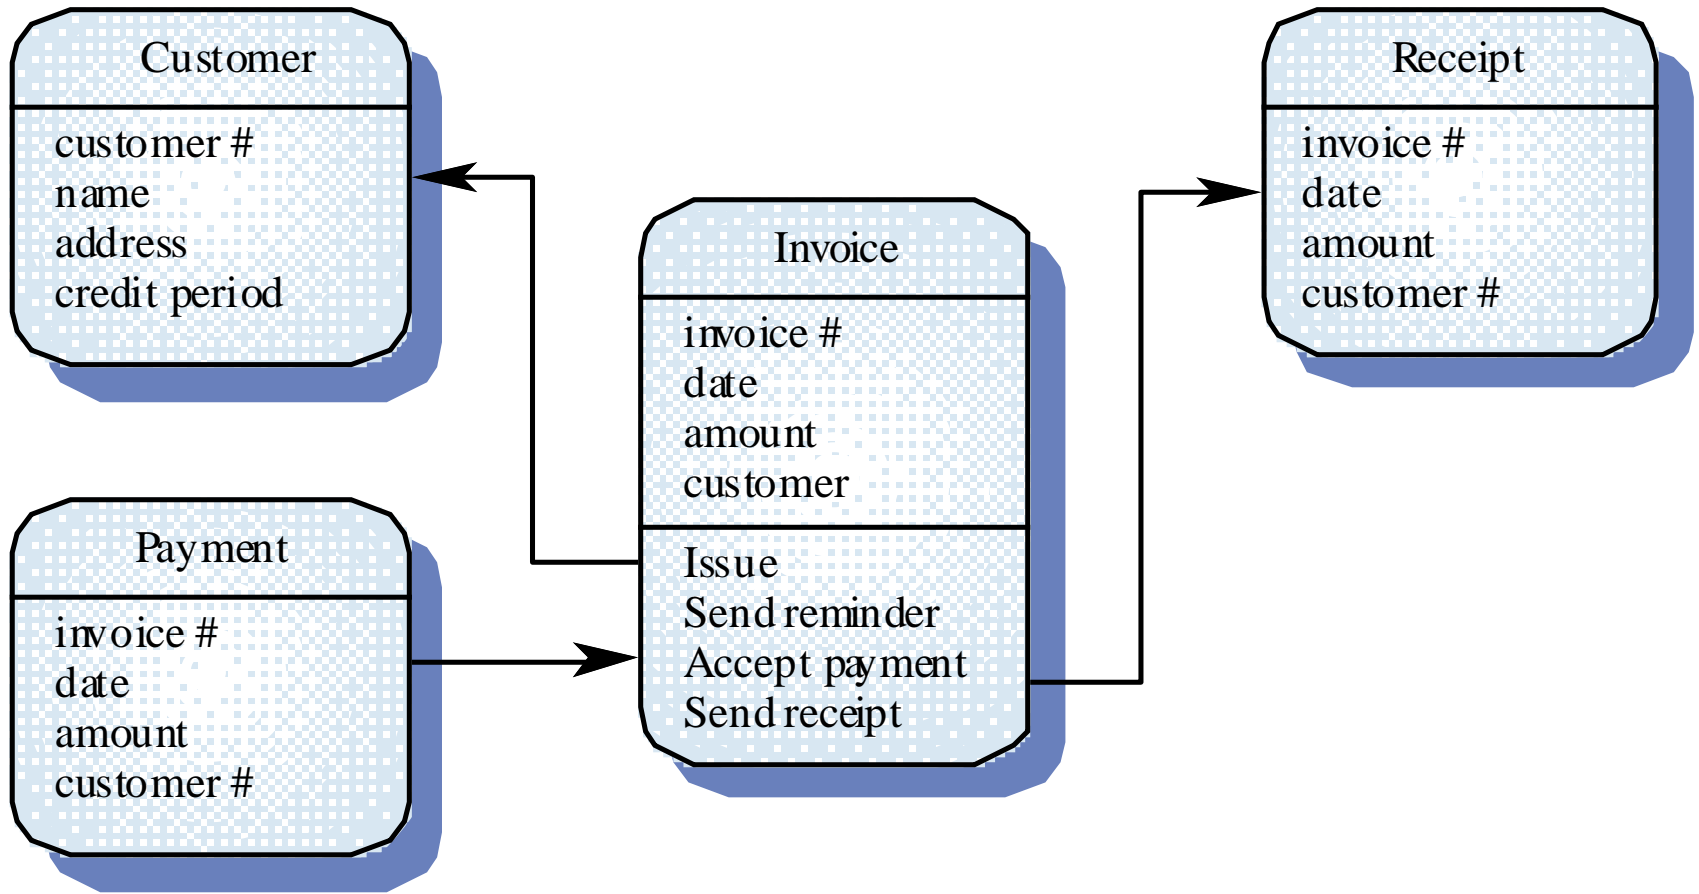 Customer
customer #
name
address
credit period
Payment
invoice #
date
amount
customer #
Invoice
invoice #
date
amount
customer
Issue
Send reminder
Accept payment
Send receipt
Receipt
invoice #
date
amount
customer #